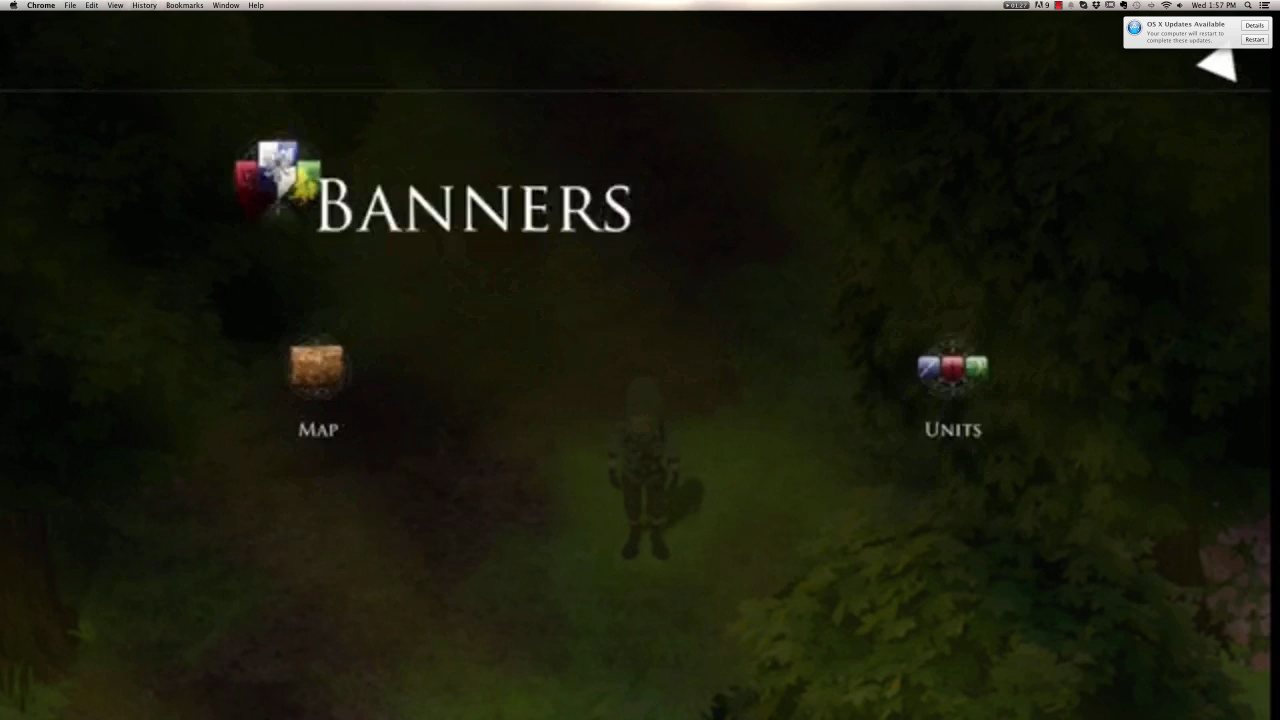 Chrome File Edit View History Bookmarks Window Help
9
Wed 1:57 PM
OS X Updates Available
Your computer will restart to
complete these updates.
Details
Restart
BANNERS
MAP
UNITS